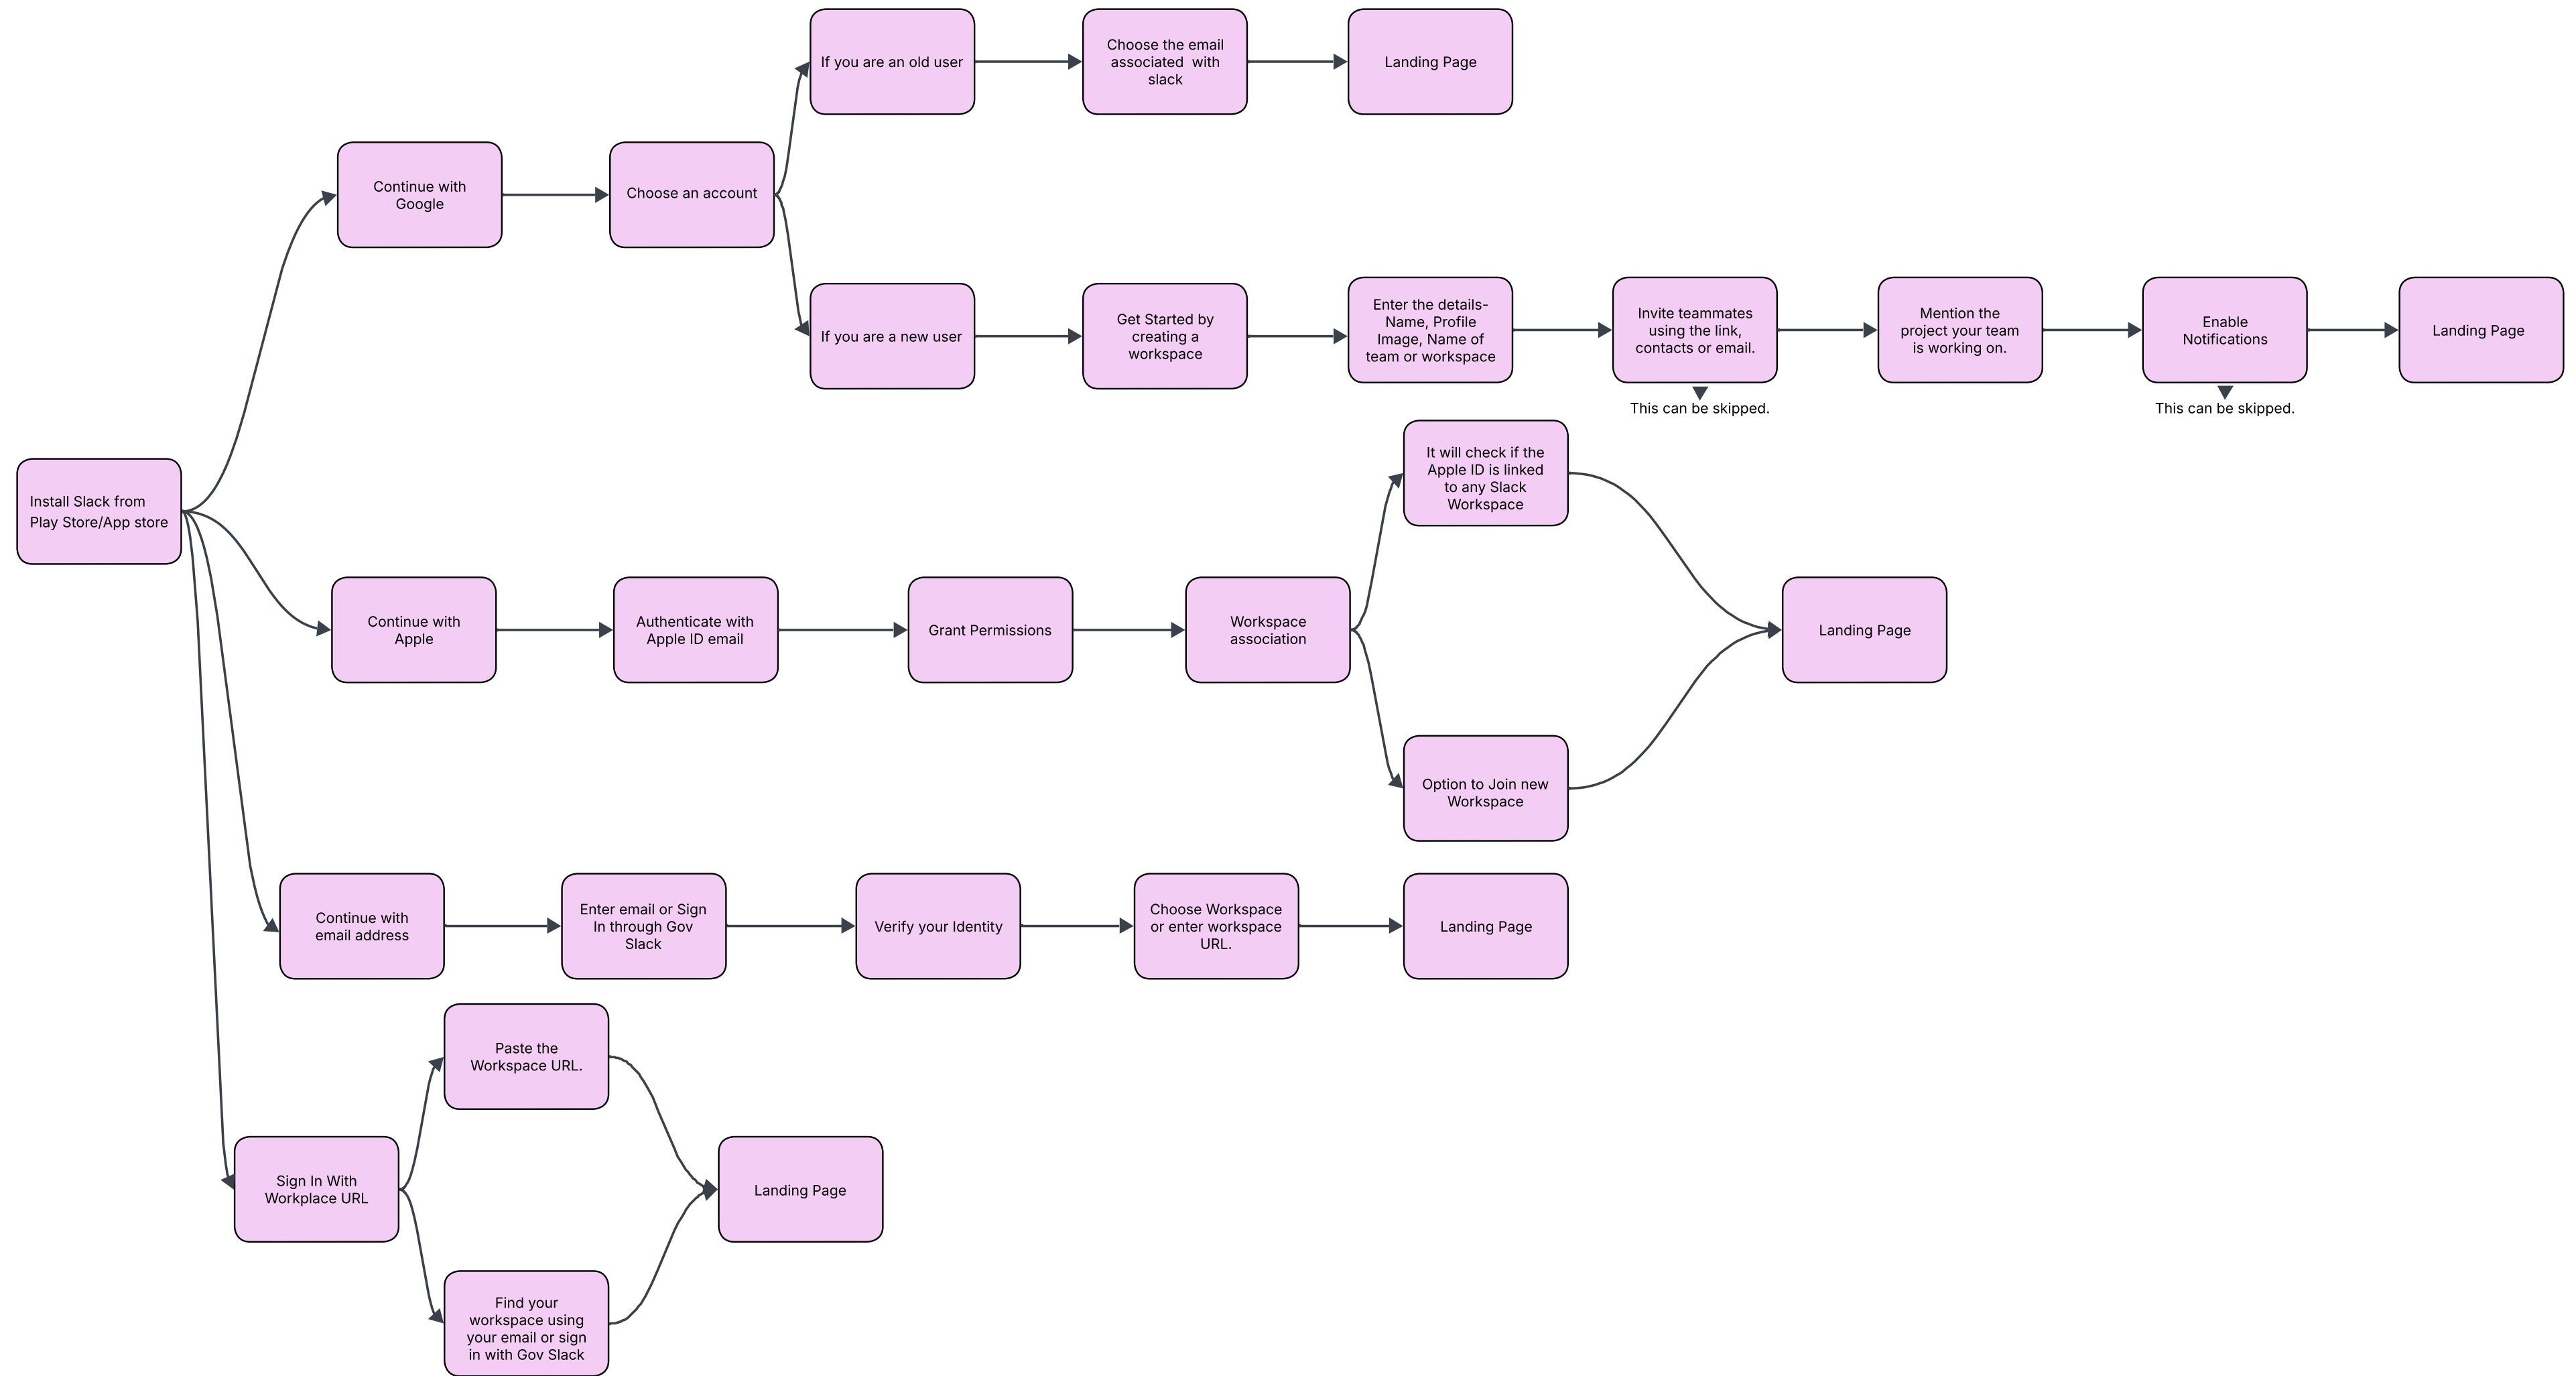 If you are an old user
Choose the email
associated  with
slack
Landing Page
Continue with
Google
Choose an account
If you are a new user
Get Started by
creating a
workspace
Enter the details-
Name, Profile
Image, Name of
team or workspace
Invite teammates
using the link,
contacts or email.
This can be skipped.
Mention the
project your team
is working on.
Enable
Notifications
This can be skipped.
Landing Page
Install Slack from
Play Store/App store
Continue with
Apple
Authenticate with
Apple ID email
Grant Permissions
Workspace
association
It will check if the
Apple ID is linked
to any Slack
Workspace
Option to Join new
Workspace
Landing Page
Continue with
email address
Enter email or Sign
In through Gov
Slack
Verify your Identity
Choose Workspace
or enter workspace
URL.
Landing Page
Sign In With
Workplace URL
Paste the
Workspace URL.
Find your
workspace using
your email or sign
in with Gov Slack
Landing Page